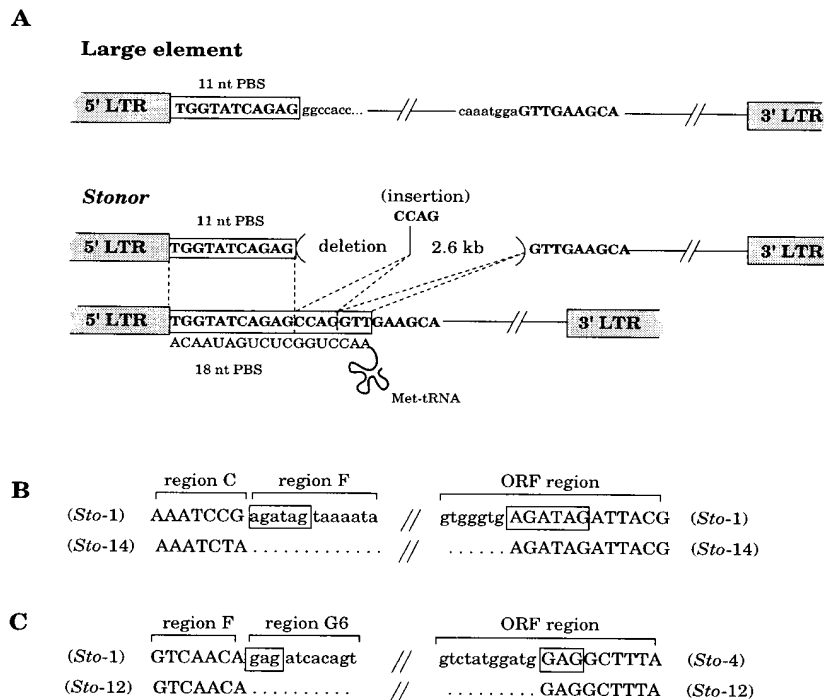 A
Large element
11 nt PBS
5' LTR TGGTATCAGAG ggccacc... // caaatggaGTTGAAGCA // 3' LTR
Stonor
(insertion)
11 nt PBS CCAG
5' LTR TGGTATCAGAG ( deletion 2.6 kb ) GTTGAAGCA // 3' LTR
5' LTR TGGTATCAGAGCCAGGTTGAAGCA // 3' LTR
ACAAUAGUCUCGGUCCAA
18 nt PBS
Met-tRNA
B
region C region F ORF region
(Sto-1) AAATCCG agatag taaaata // gtgggtg AGATAG ATTACG (Sto-1)
(Sto-14) AAATCTA ............. // ...... AGATAGATTACG (Sto-14)
C
region F region G6 ORF region
(Sto-1) GTCAACA gag atcacagt // gtctatggatg GAG GCTTTA (Sto-4)
(Sto-12) GTCAACA .......... // ......... GAGGCTTTA (Sto-12)